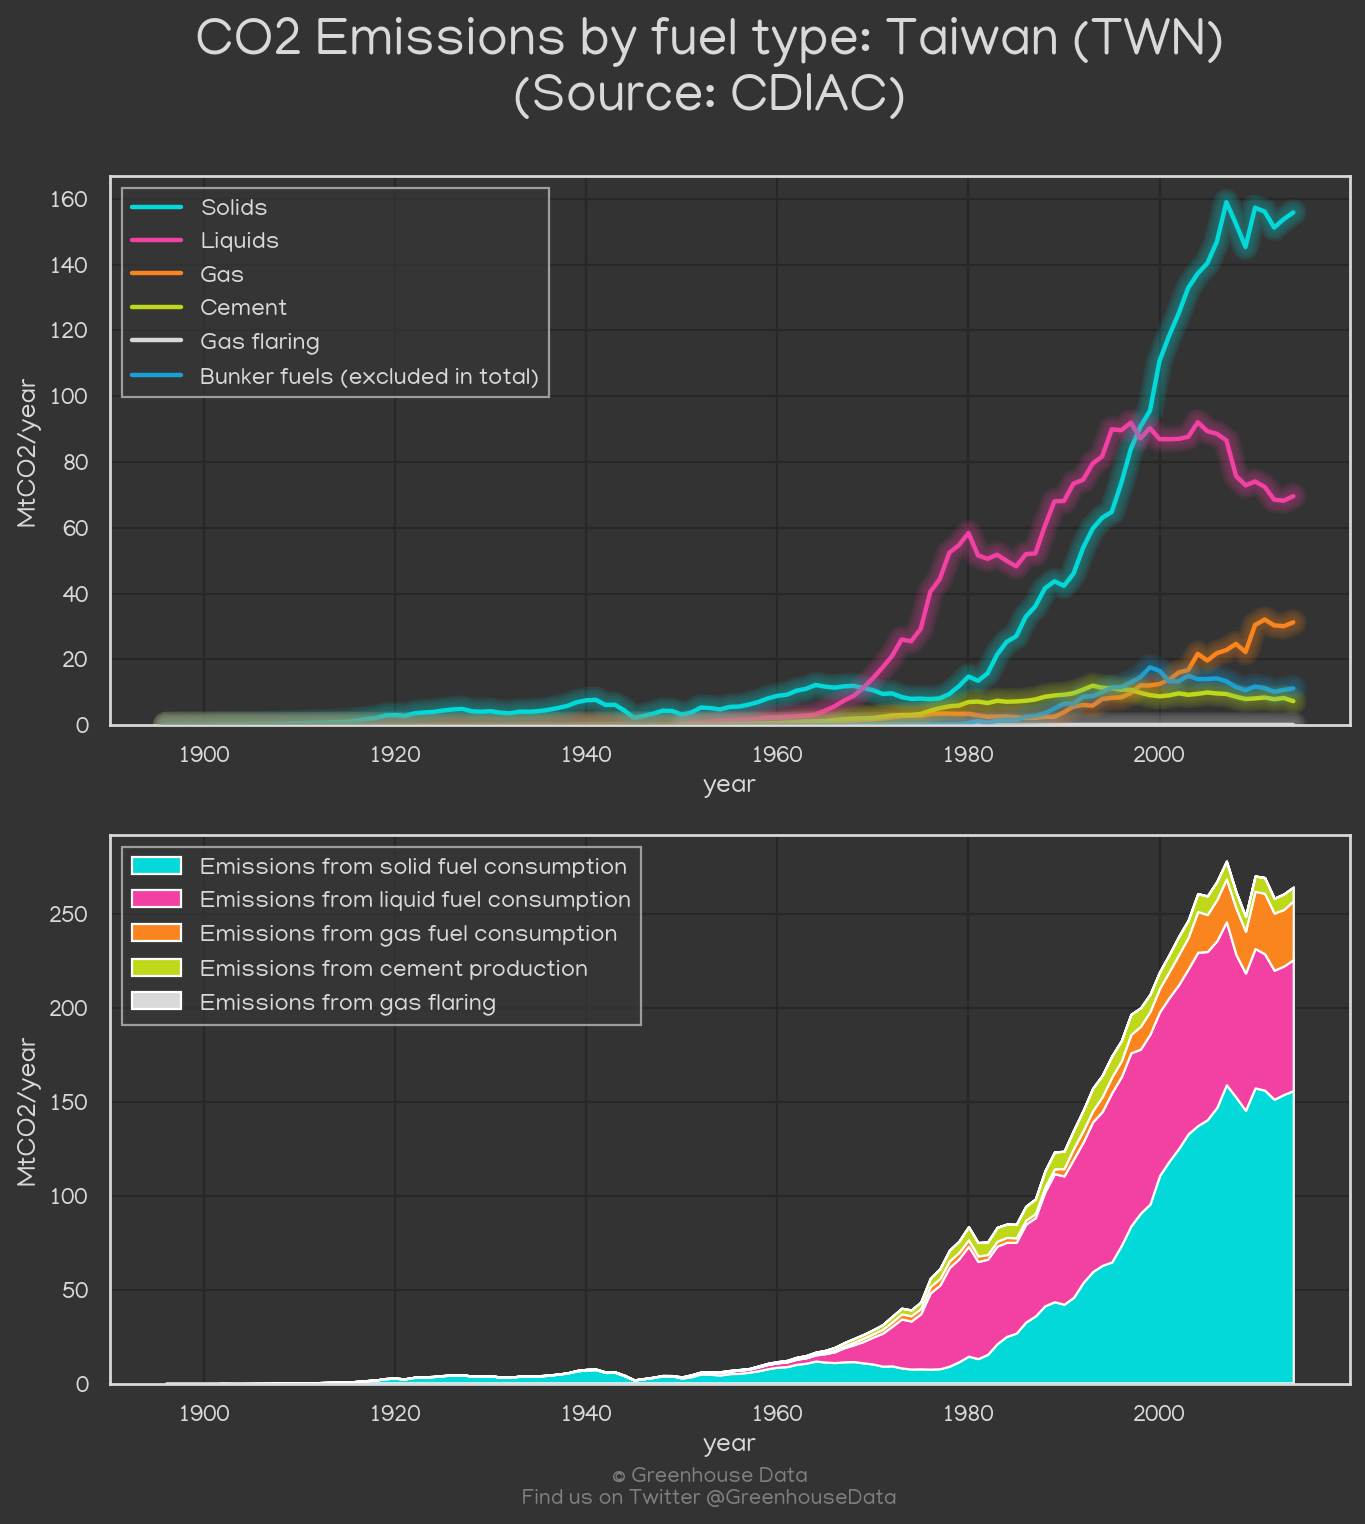 CO2 Emissions by fuel type: Taiwan (TWN)
(Source: CDIAC)
160
140
120
100
80
60
40
20
0
MtCO2/year
Solids
Liquids
Gas
Cement
Gas flaring
Bunker fuels (excluded in total)
1900
1920
1940
1960
1980
2000
year
250
200
150
100
50
0
MtCO2/year
Emissions from solid fuel consumption
Emissions from liquid fuel consumption
Emissions from gas fuel consumption
Emissions from cement production
Emissions from gas flaring
1900
1920
1940
1960
1980
2000
year
© Greenhouse Data
Find us on Twitter @GreenhouseData